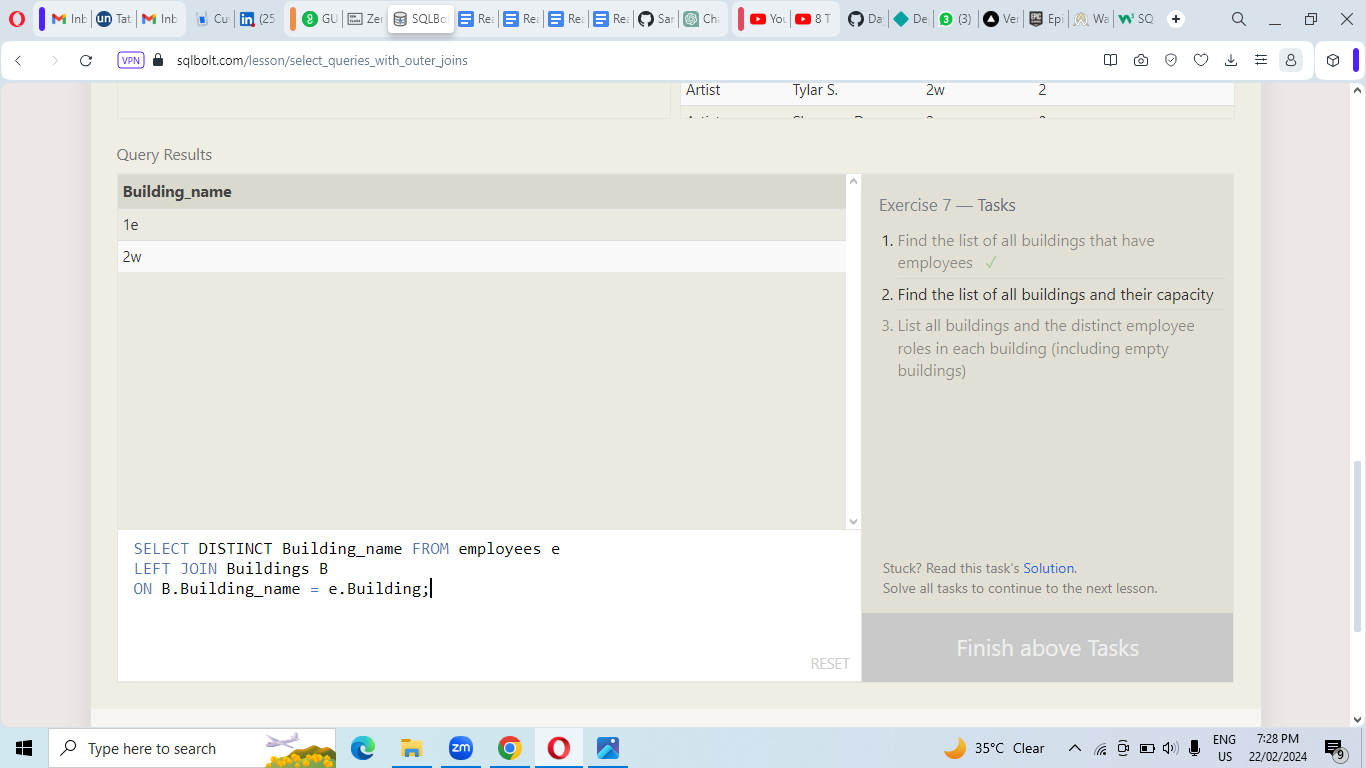 Inb
Tat
Inb
Cu
(25
GU
Zer
SQLBo
Rea
Rea
Rea
Rea
Sar
Cha
You
8 T
Da
De
(3)
Ver
Epi
Wa
SQ
VPN
sqlbolt.com/lesson/select_queries_with_outer_joins
Artist Tylar S. 2w 2
Query Results
Building_name
1e
2w
Exercise 7 — Tasks
1. Find the list of all buildings that have
employees ✓
2. Find the list of all buildings and their capacity
3. List all buildings and the distinct employee
roles in each building (including empty
buildings)
SELECT DISTINCT Building_name FROM employees e
LEFT JOIN Buildings B
ON B.Building_name = e.Building;
RESET
Stuck? Read this task's Solution.
Solve all tasks to continue to the next lesson.
Finish above Tasks
Type here to search
zm
35°C Clear
ENG
US
7:28 PM
22/02/2024
9